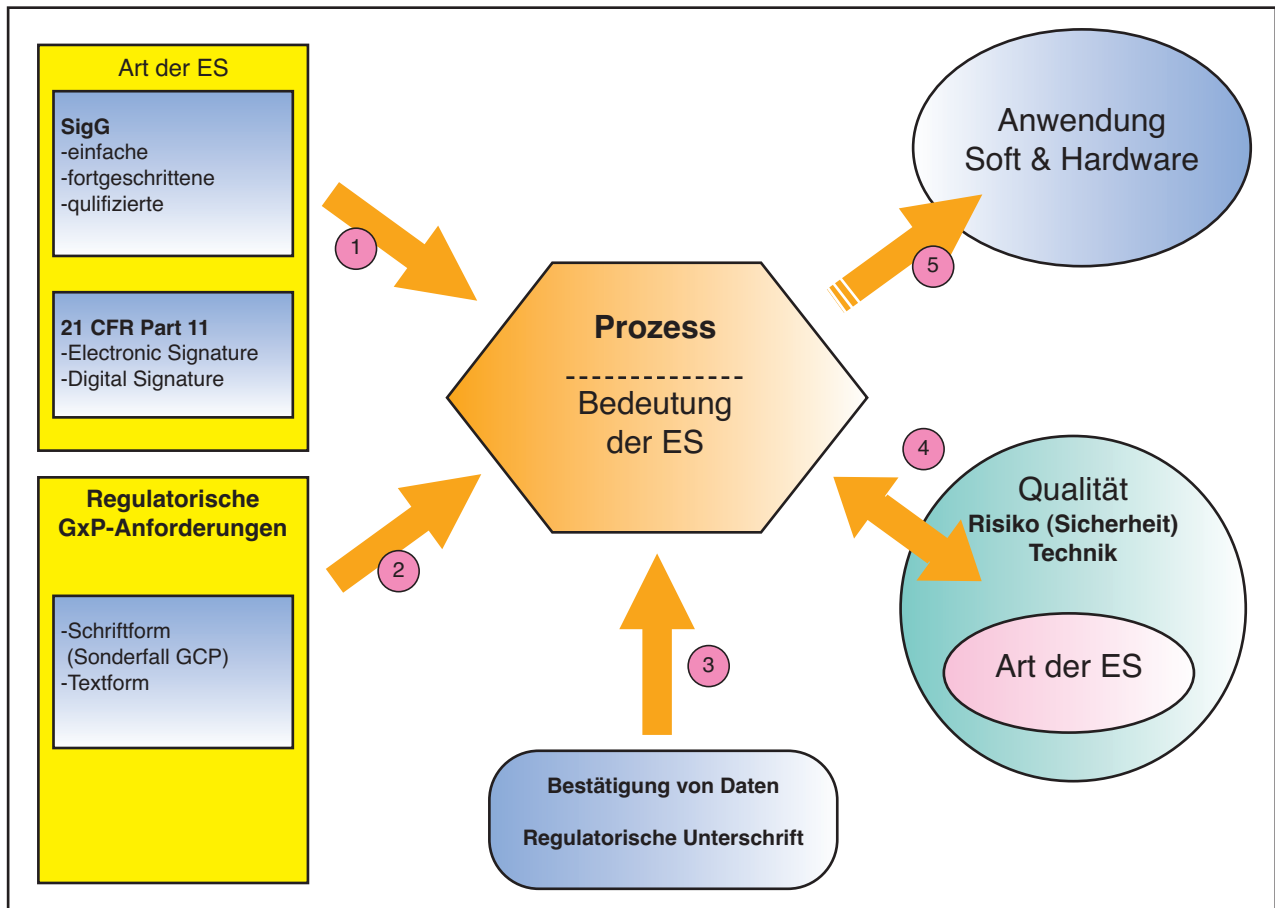 Art der ES
SigG
-einfache
-fortgeschrittene
-qulifizierte
21 CFR Part 11
-Electronic Signature
-Digital Signature
Regulatorische
GxP-Anforderungen
-Schriftform
(Sonderfall GCP)
-Textform
1
2
Prozess
Bedeutung
der ES
3
Bestätigung von Daten
Regulatorische Unterschrift
4
Qualität
Risiko (Sicherheit)
Technik
Art der ES
5
Anwendung
Soft & Hardware